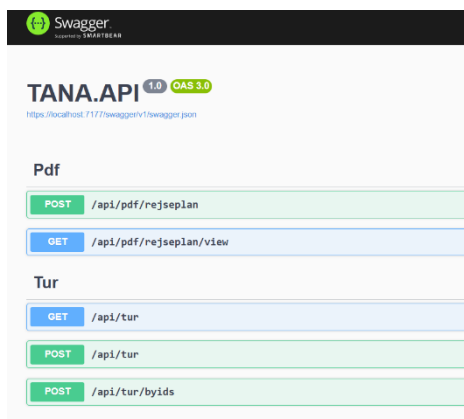 Swagger.
Supported by SMARTBEAR
TANA.API 1.0 OAS 3.0
https://localhost:7177/swagger/v1/swagger.json
Pdf
POST /api/pdf/rejseplan
GET /api/pdf/rejseplan/view
Tur
GET /api/tur
POST /api/tur
POST /api/tur/byids